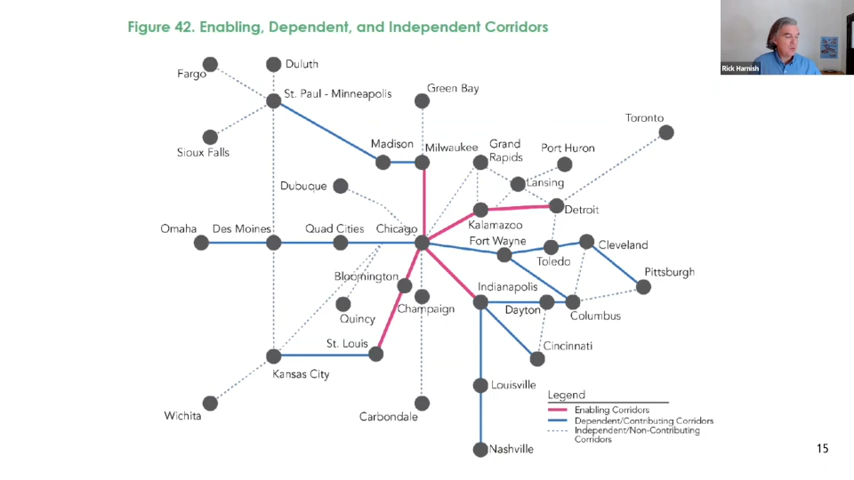 Figure 42. Enabling, Dependent, and Independent Corridors
Rick Harnish
Fargo
Duluth
St. Paul - Minneapolis
Green Bay
Sioux Falls
Madison
Milwaukee
Grand
Rapids
Port Huron
Toronto
Dubuque
Lansing
Detroit
Omaha
Des Moines
Quad Cities
Chicago
Kalamazoo
Fort Wayne
Toledo
Cleveland
Pittsburgh
Bloomington
Champaign
Quincy
Indianapolis
Dayton
Columbus
St. Louis
Kansas City
Cincinnati
Wichita
Carbondale
Louisville
Nashville
Legend
Enabling Corridors
Dependent/Contributing Corridors
Independent/Non-Contributing
Corridors
15